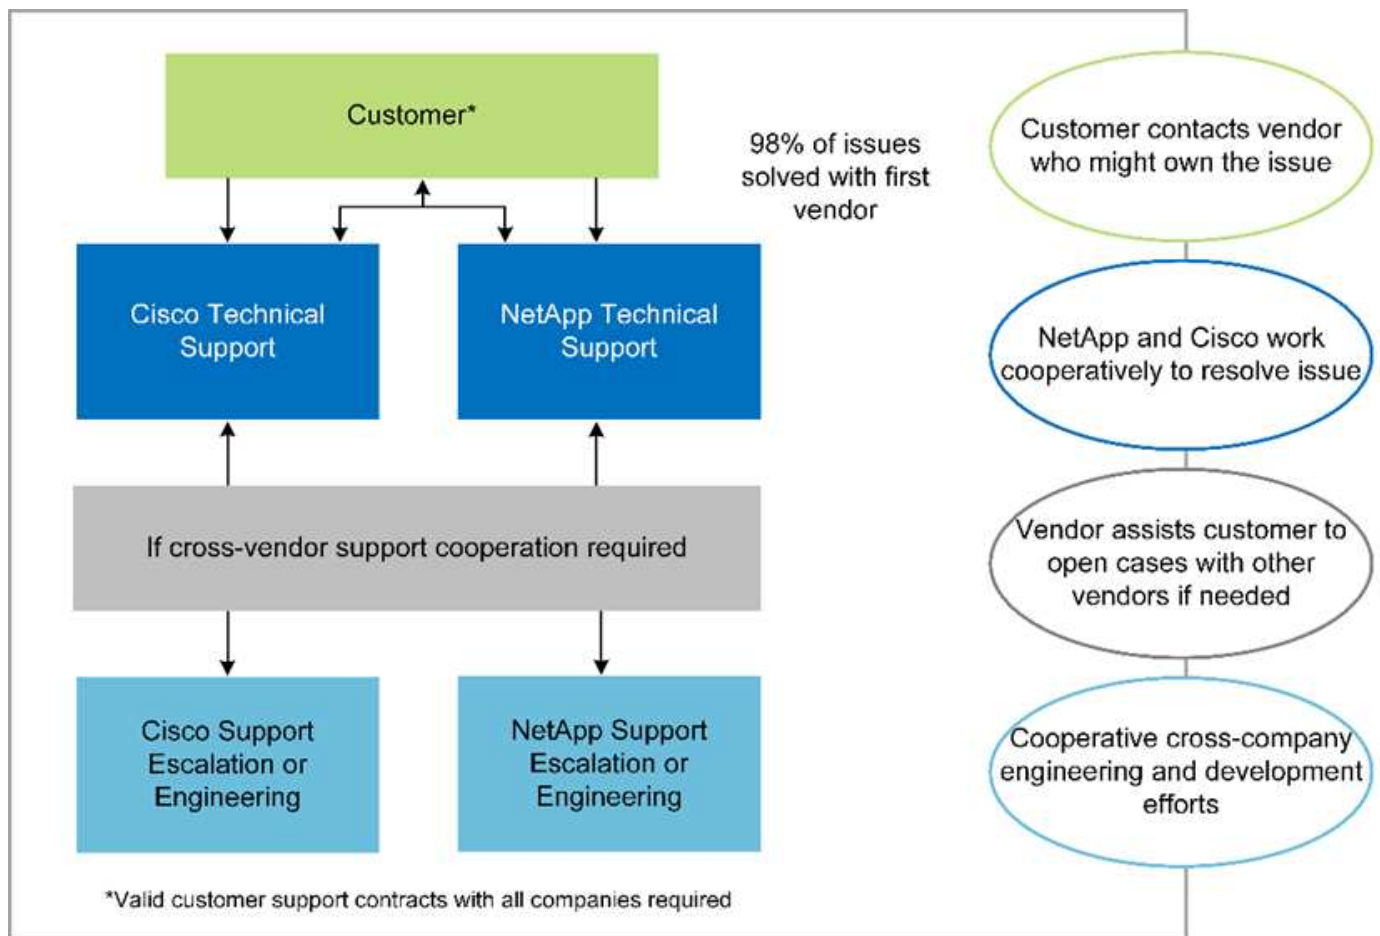 Customer*
98% of issues
solved with first
vendor
Cisco Technical
Support
NetApp Technical
Support
If cross-vendor support cooperation required
Cisco Support
Escalation or
Engineering
NetApp Support
Escalation or
Engineering
*Valid customer support contracts with all companies required
Customer contacts vendor
who might own the issue
NetApp and Cisco work
cooperatively to resolve issue
Vendor assists customer to
open cases with other
vendors if needed
Cooperative cross-company
engineering and development
efforts